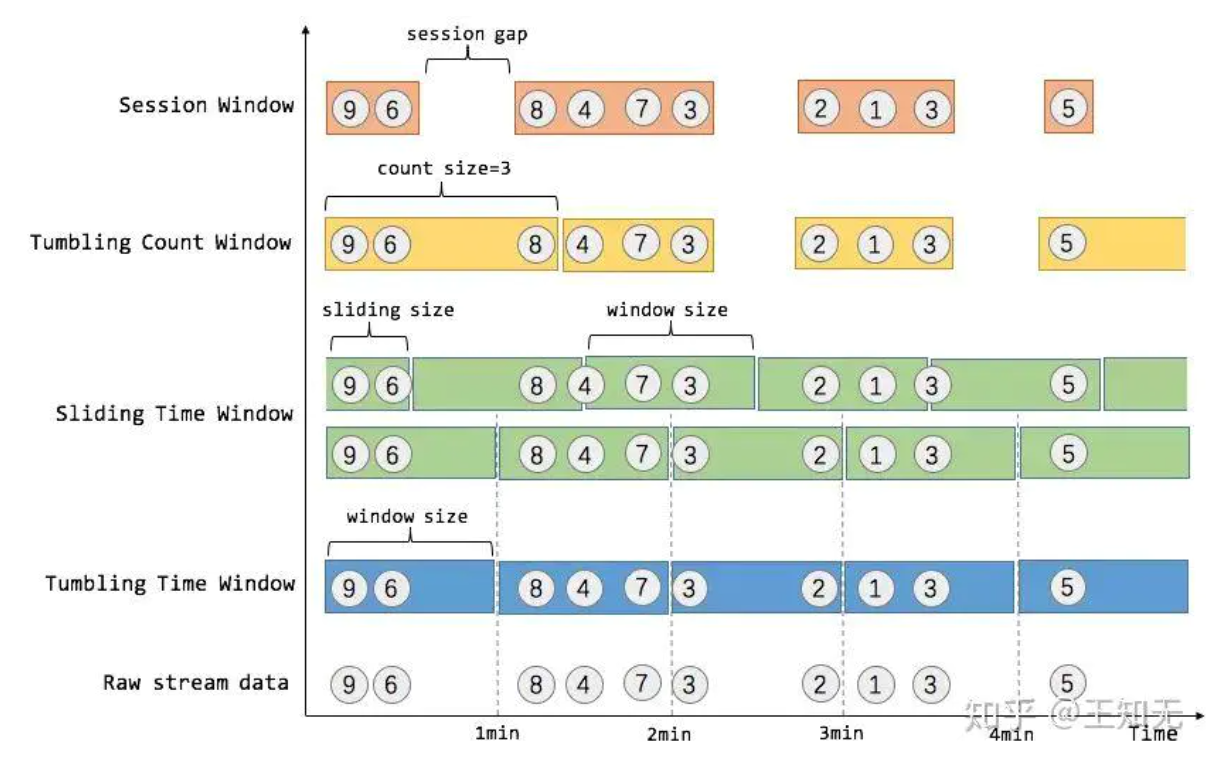 session gap
Session Window
9 6 8 4 7 3 2 1 3 5
count size=3
Tumbling Count Window
9 6 8 4 7 3 2 1 3 5
sliding size
window size
9 6 8 4 7 3 2 1 3 5
Sliding Time Window
9 6 8 4 7 3 2 1 3 5
window size
Tumbling Time Window
9 6 8 4 7 3 2 1 3 5
Raw stream data
9 6 8 4 7 3 2 1 3 5
知乎 @王知无
1min 2min 3min 4min Time